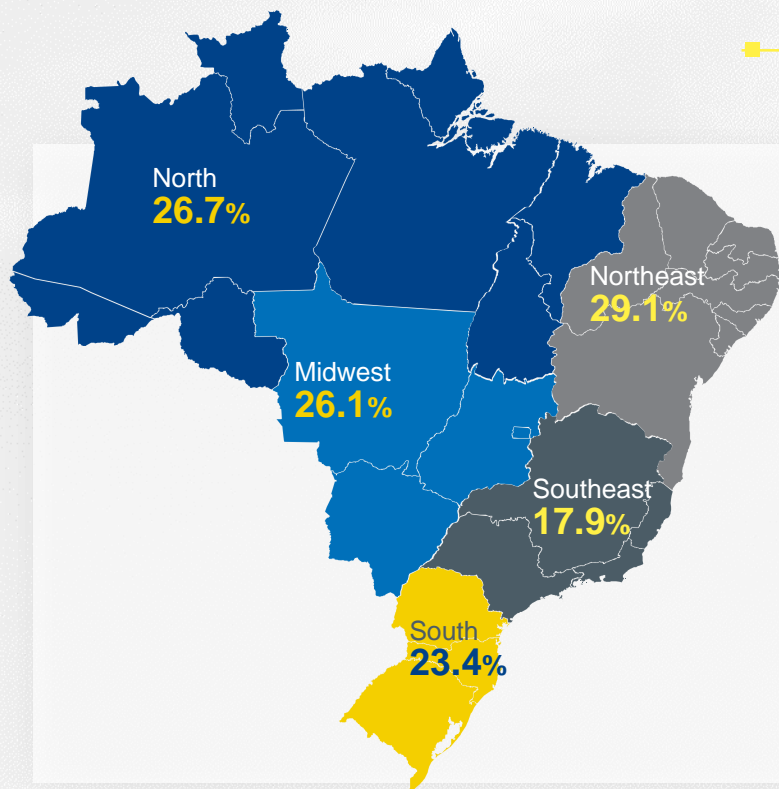 North
26.7%
Northeast
29.1%
Midwest
26.1%
Southeast
17.9%
South
23.4%